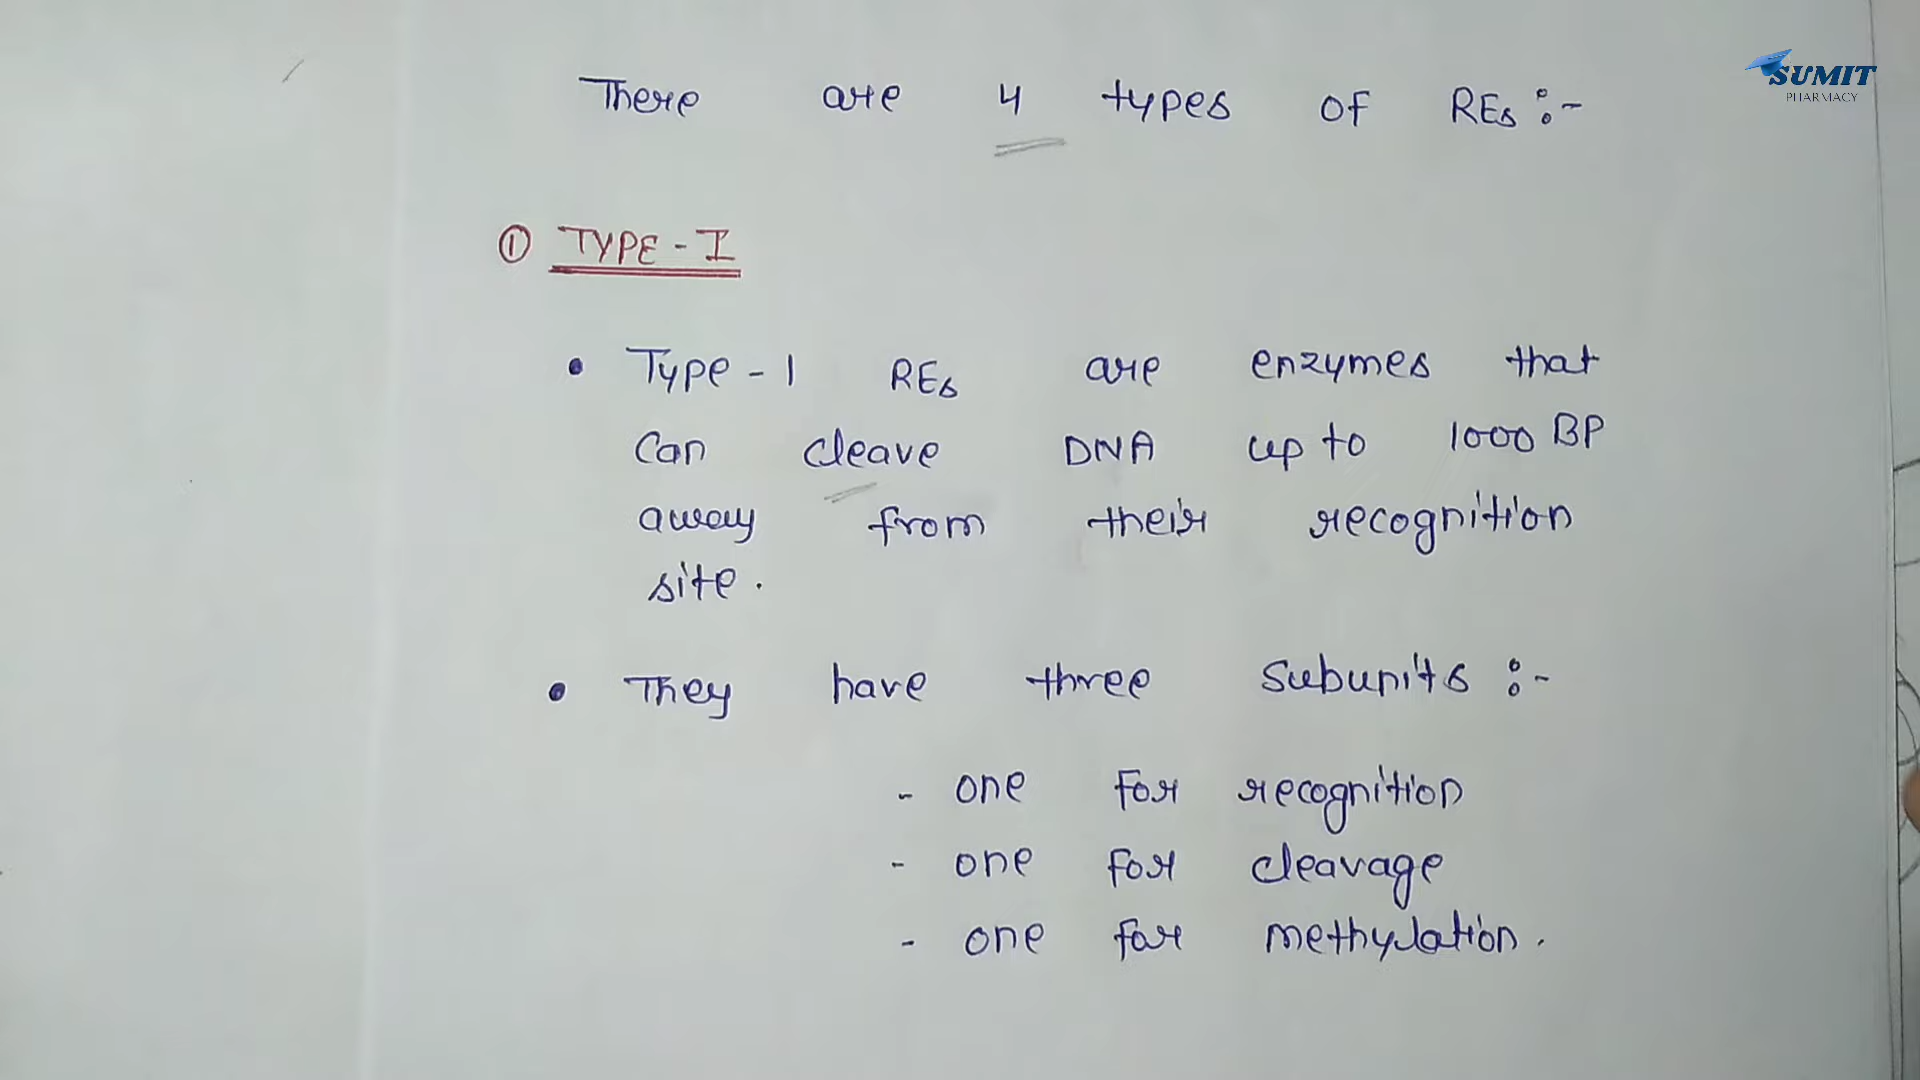 SUMIT
PHARMACY
There are 4 types of REs :-
① TYPE - I
• Type - 1 REs are enzymes that
Can cleave DNA up to 1000 BP
away from their recognition
site.
• They have three Subunits :-
- one for recognition
- one for cleavage
- one for methylation.